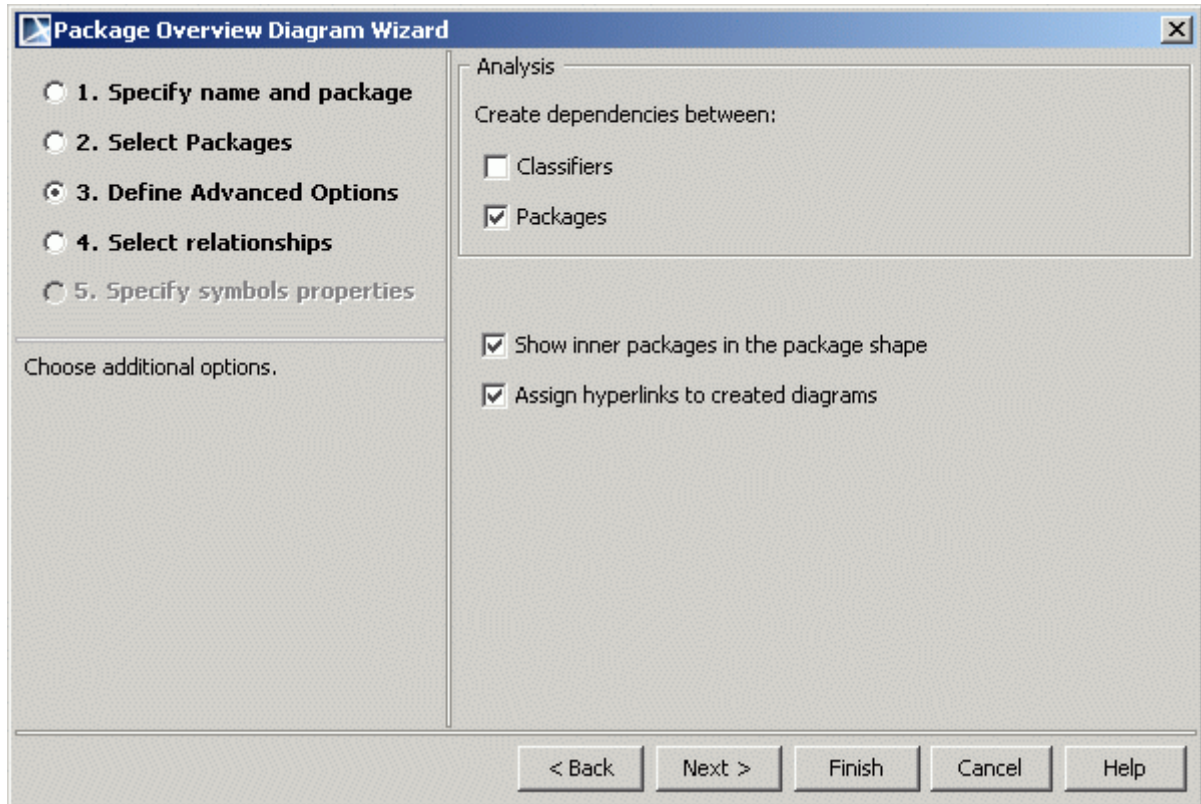 Package Overview Diagram Wizard
1. Specify name and package
2. Select Packages
3. Define Advanced Options
4. Select relationships
5. Specify symbols properties
Choose additional options.
Analysis
Create dependencies between:
Classifiers
Packages
Show inner packages in the package shape
Assign hyperlinks to created diagrams
< Back
Next >
Finish
Cancel
Help